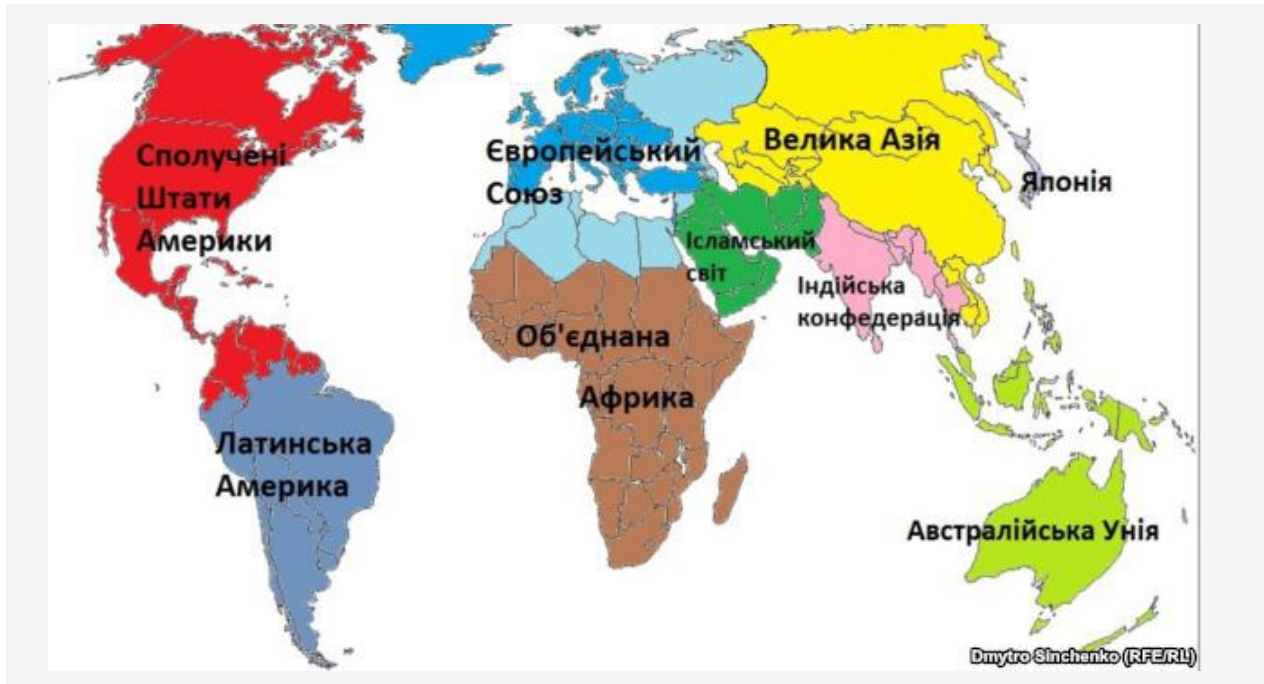 Сполучені
Штати
Америки
Європейський
Союз
Велика Азія
Японія
Ісламський
світ
Індійська
конфедерація
Об'єднана
Африка
Латинська
Америка
Австралійська Унія
Dmytro Sinchenko (RFE/RL)